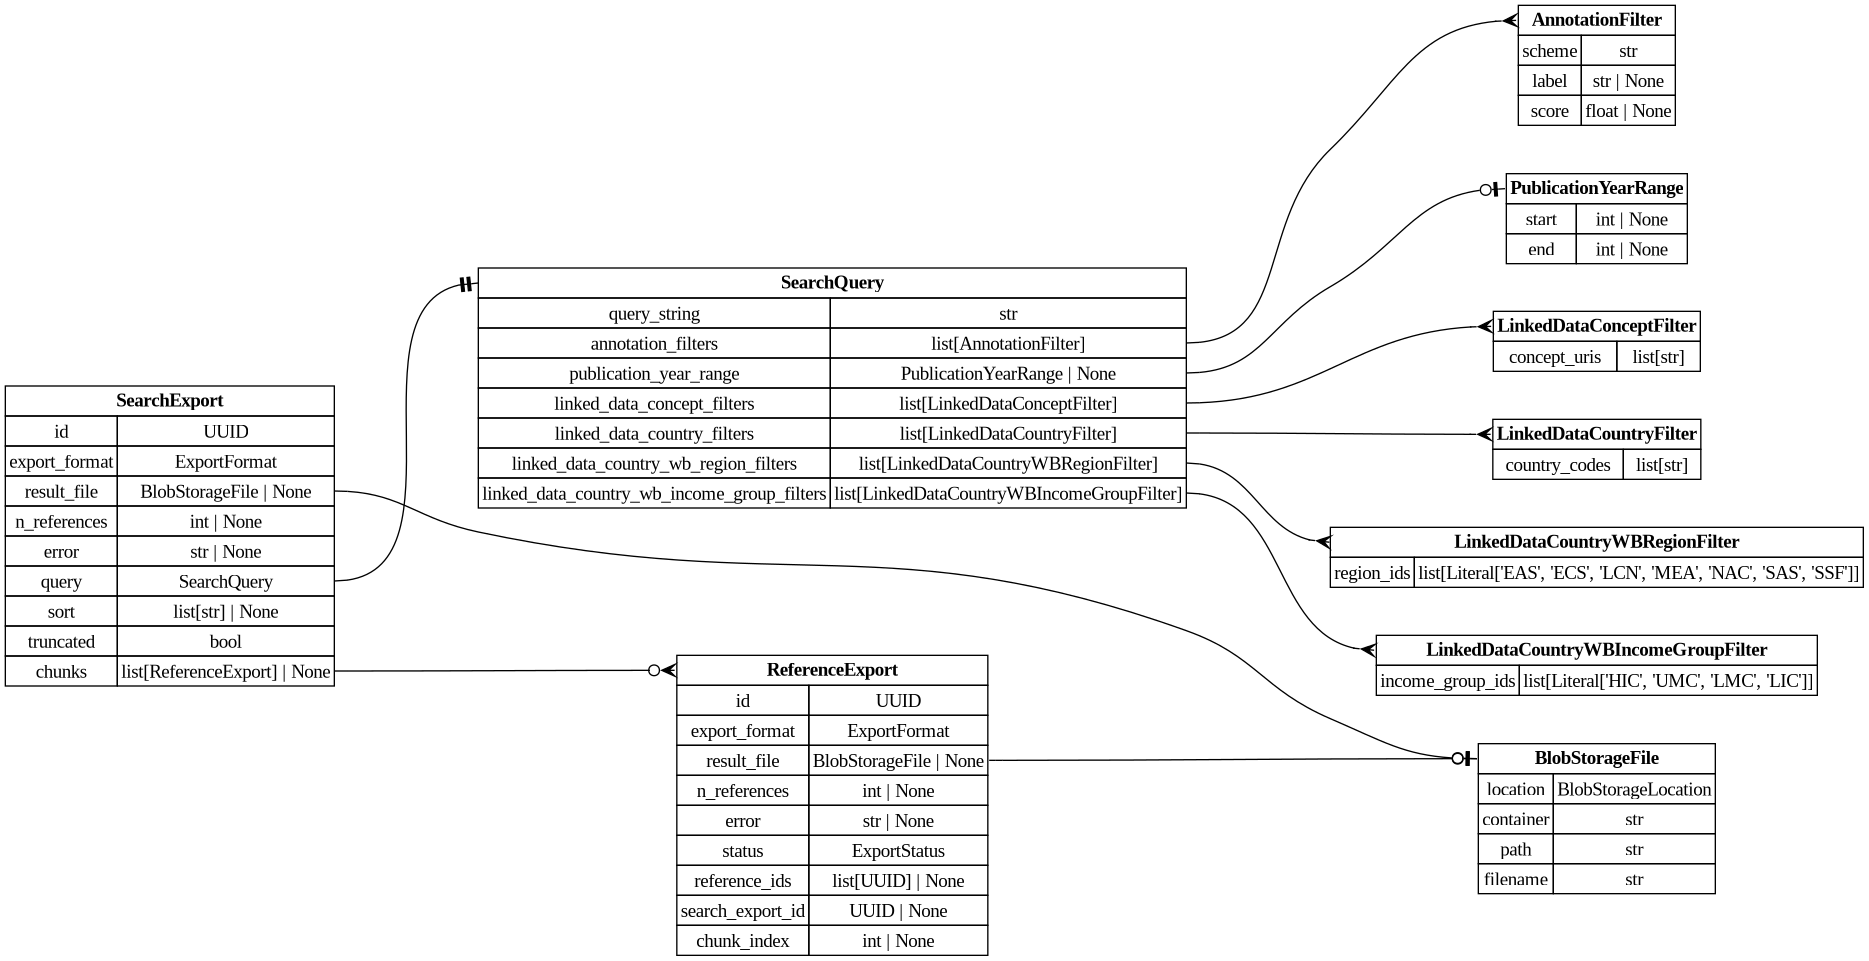 AnnotationFilter
scheme str
label str | None
score float | None
PublicationYearRange
start int | None
end int | None
SearchQuery
query_string str
annotation_filters list[AnnotationFilter]
publication_year_range PublicationYearRange | None
linked_data_concept_filters list[LinkedDataConceptFilter]
linked_data_country_filters list[LinkedDataCountryFilter]
linked_data_country_wb_region_filters list[LinkedDataCountryWBRegionFilter]
linked_data_country_wb_income_group_filters list[LinkedDataCountryWBIncomeGroupFilter]
LinkedDataConceptFilter
concept_uris list[str]
LinkedDataCountryFilter
country_codes list[str]
SearchExport
id UUID
export_format ExportFormat
result_file BlobStorageFile | None
n_references int | None
error str | None
query SearchQuery
sort list[str] | None
truncated bool
chunks list[ReferenceExport] | None
LinkedDataCountryWBRegionFilter
region_ids list[Literal['EAS', 'ECS', 'LCN', 'MEA', 'NAC', 'SAS', 'SSF']]
LinkedDataCountryWBIncomeGroupFilter
income_group_ids list[Literal['HIC', 'UMC', 'LMC', 'LIC']]
ReferenceExport
id UUID
export_format ExportFormat
result_file BlobStorageFile | None
n_references int | None
error str | None
status ExportStatus
reference_ids list[UUID] | None
search_export_id UUID | None
chunk_index int | None
BlobStorageFile
location BlobStorageLocation
container str
path str
filename str